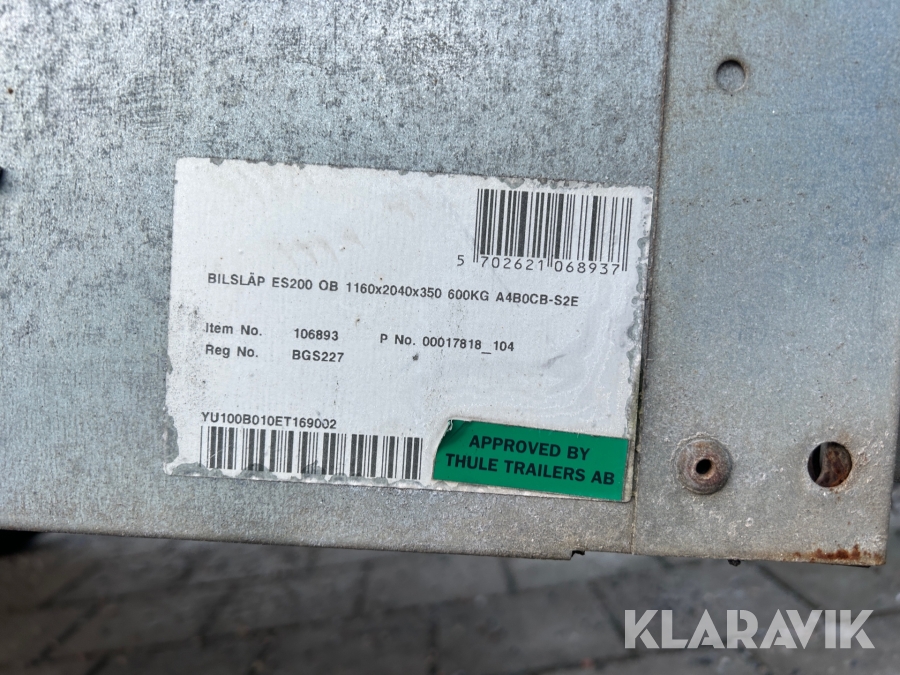 5 702621 068937
BILSLÄP ES200 OB 1160x2040x350 600KG A4B0CB-S2E
Item No. 106893 P No. 00017818_104
Reg No. BGS227
YU100B010ET169002
APPROVED BY
THULE TRAILERS AB
KLARAVIK